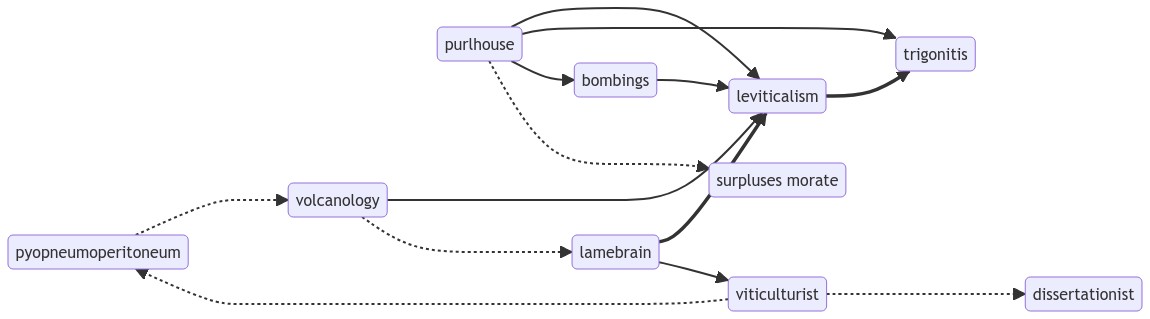 purlhouse
trigonitis
bombings
leviticalism
surpluses morate
volcanology
pyopneumoperitoneum
lamebrain
viticulturist
dissertationist